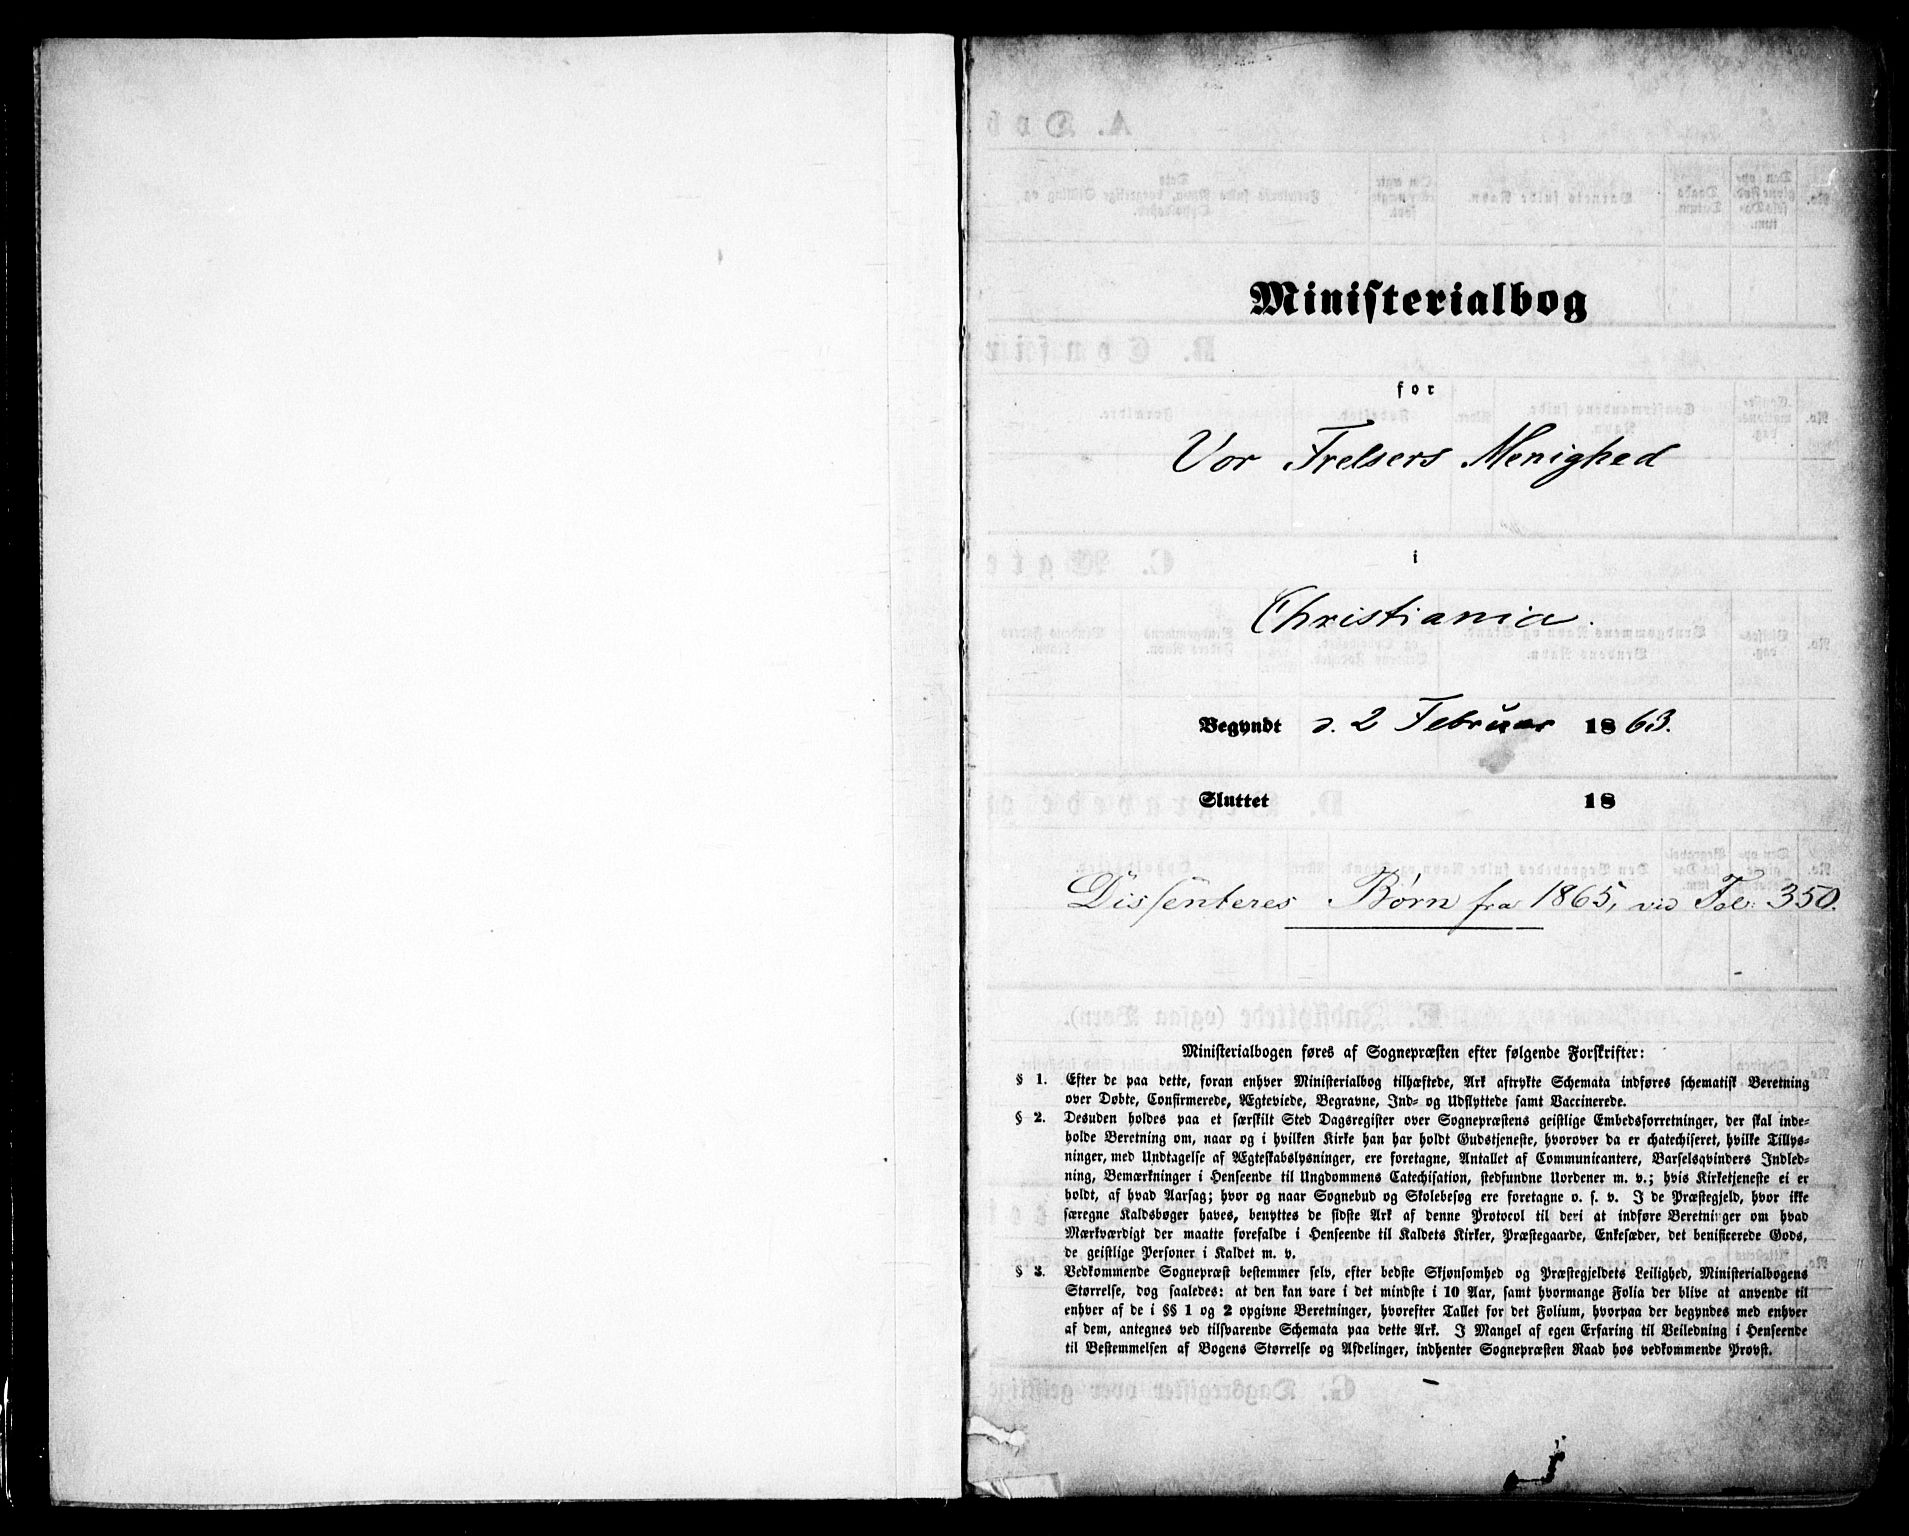 Ministerialbog
for
Vor Frelsers Menighed
i
Christiania.
Begyndt d. 2 Februar 1863.
Sluttet 18
Dissenteres Børn fra 1865, ved Fol: 350.
Ministerialbogen føres af Sognepræsten efter følgende Forskrifter:
§ 1. Efter de paa dette, foran enhver Ministerialbog tilhæftede, Ark aftrykte Schemata indføres schematisk Beretning
over Døbte, Confirmerede, Ægteviede, Begravne, Ind- og Udflyttede samt Vaccinerede.
§ 2. Desuden holdes paa et særskilt Sted Dagsregister over Sognepræstens geistlige Embedsforretninger, der skal inde-
holde Beretning om, naar og i hvilken Kirke han har holdt Gudstjeneste, hvorover da er chatechiseret, hvilke Tillys-
ninger, med Undtagelse af Ægteskabslysninger, ere foretagne, Antallet af Communicantere, Barselsqvinders Indled-
ning, Bemærkninger i Henseende til Ungdommens Catechisation, stedfundne Uordener m. v.; hvis Kirketjeneste ei er
holdt, af hvad Aarsag; hvor og naar Sognebud og Skolebesøg ere foretagne o. s. v. I de Præstegjeld, hvor ikke
særegne Kaldsbøger haves, benyttes de sidste Ark af denne Protocol til deri at indføre Beretninger om hvad
Mærkværdigt der maatte forefalde i Henseende til Kaldets Kirker, Præstegaarde, Enkesæder, det benificerede Gods,
de geistlige Personer i Kaldet m. v.
§ 3. Vedkommende Sognepræst bestemmer selv, efter bedste Skjønsomhed og Præstegjeldets Leilighed, Ministerialbogens
Størrelse, dog saaledes: at den kan vare i det mindste i 10 Aar, samt hvormange Folia der blive at anvende til
enhver af de i §§ 1 og 2 opgivne Beretninger, hvorefter Tallet for det Folium, hvorpaa der begyndes med enhver
af dem, antegnes ved tilsvarende Schemata paa dette Ark. I Mangel af egen Erfaring til Veiledning i Henseende
til Bestemmelsen af Bogens Størrelse og Afdelinger, indhenter Sognepræsten Raad hos vedkommende Provst.